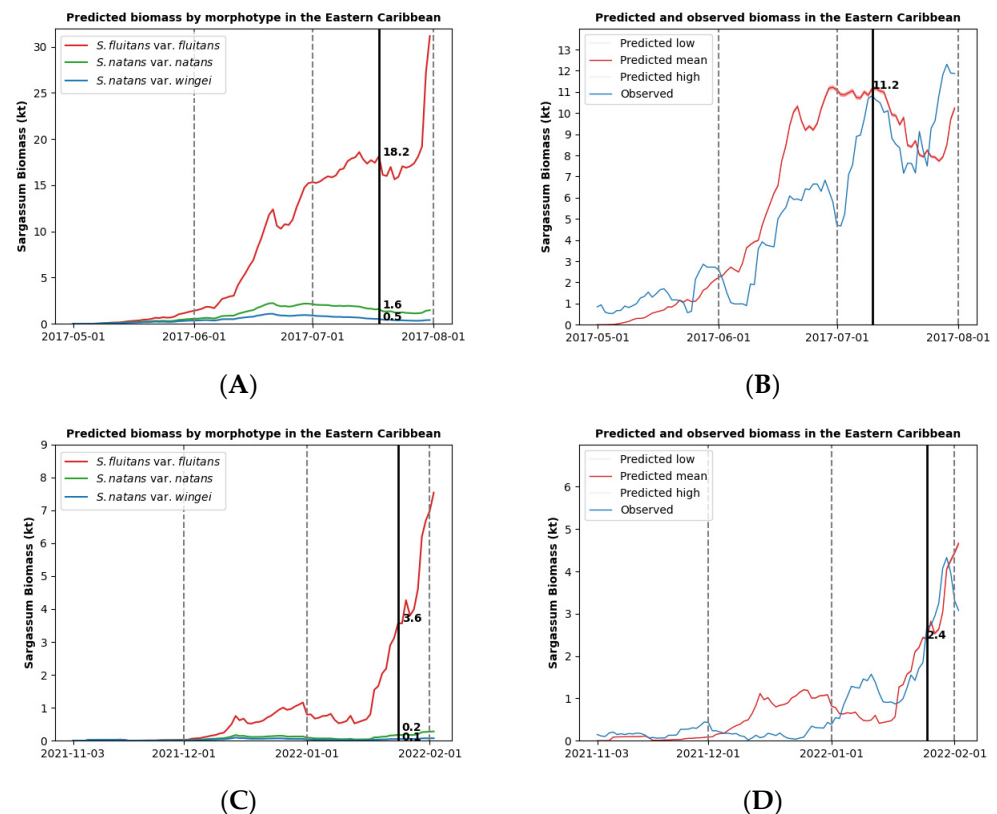 Predicted biomass by morphotype in the Eastern Caribbean
Sargassum Biomass (kt)
30
25
20
15
10
5
0
S. fluitans var. fluitans
S. natans var. natans
S. natans var. wingei
18.2
1.6
0.5
2017-05-01
2017-06-01
2017-07-01
2017-08-01
(A)
Predicted and observed biomass in the Eastern Caribbean
Sargassum Biomass (kt)
13
12
11
10
9
8
7
6
5
4
3
2
1
0
Predicted low
Predicted mean
Predicted high
Observed
11.2
2017-05-01
2017-06-01
2017-07-01
2017-08-01
(B)
Predicted biomass by morphotype in the Eastern Caribbean
Sargassum Biomass (kt)
9
8
7
6
5
4
3
2
1
0
S. fluitans var. fluitans
S. natans var. natans
S. natans var. wingei
3.6
0.2
0.1
2021-11-03
2021-12-01
2022-01-01
2022-02-01
(C)
Predicted and observed biomass in the Eastern Caribbean
Sargassum Biomass (kt)
6
5
4
3
2
1
0
Predicted low
Predicted mean
Predicted high
Observed
2.4
2021-11-03
2021-12-01
2022-01-01
2022-02-01
(D)